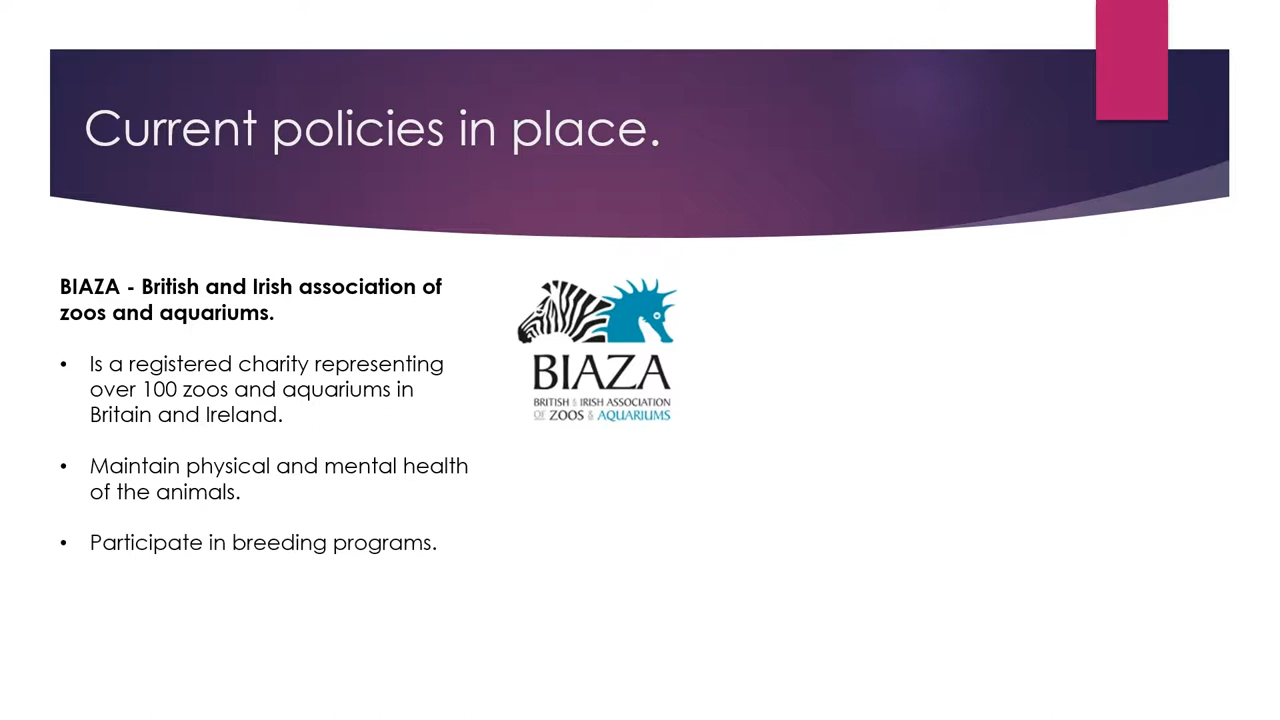 Current policies in place.
BIAZA - British and Irish association of
zoos and aquariums.
• Is a registered charity representing
over 100 zoos and aquariums in
Britain and Ireland.
• Maintain physical and mental health
of the animals.
• Participate in breeding programs.
BIAZA
BRITISH & IRISH ASSOCIATION
OF ZOOS & AQUARIUMS